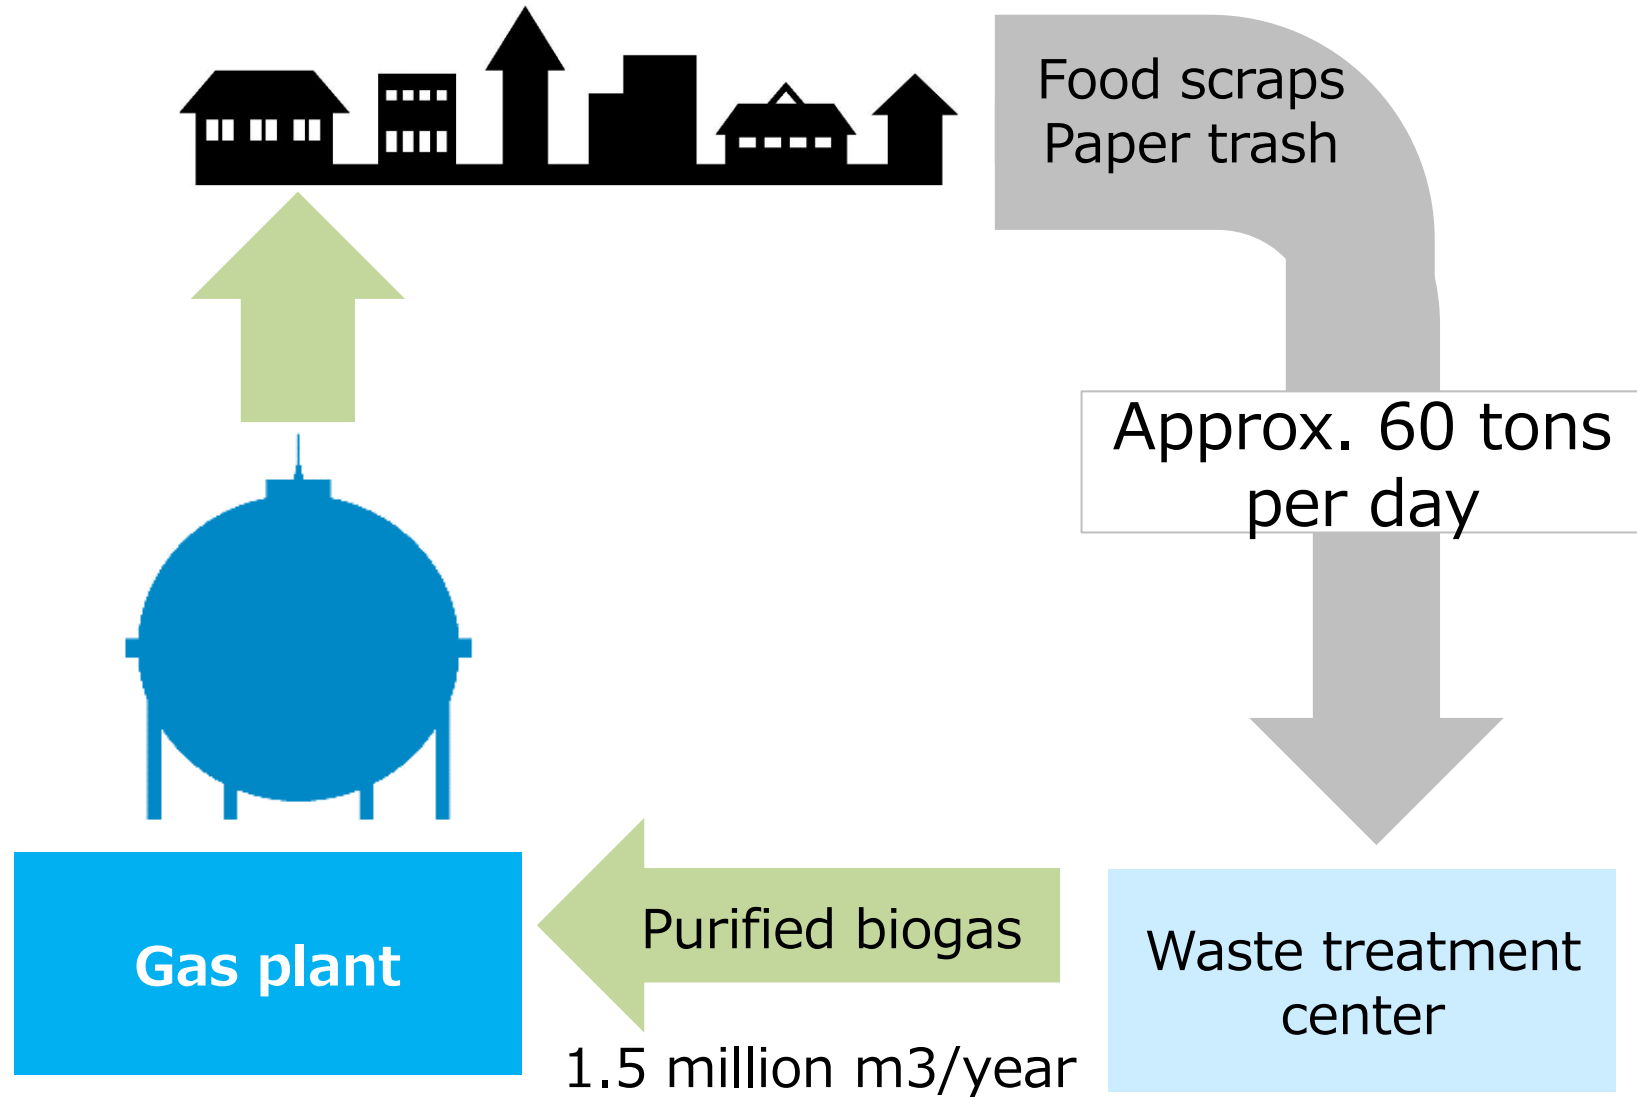 Food scraps
Paper trash
Approx. 60 tons
per day
Purified biogas
1.5 million m3/year
Gas plant
Waste treatment
center